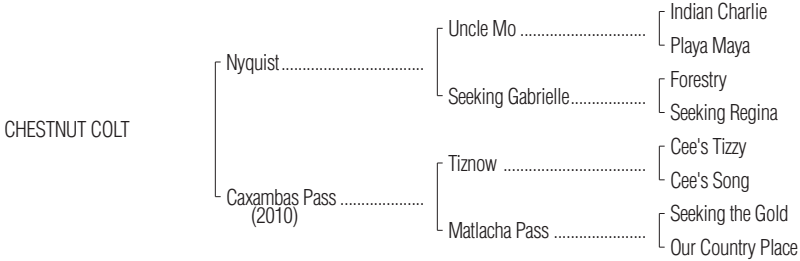 Indian Charlie
Uncle Mo ..............................
Playa Maya
Nyquist..................................
Forestry
Seeking Gabrielle..................
Seeking Regina
CHESTNUT COLT
Cee's Tizzy
Tiznow ..................................
Cee's Song
Caxambas Pass ....................
(2010)
Seeking the Gold
Matlacha Pass ......................
Our Country Place